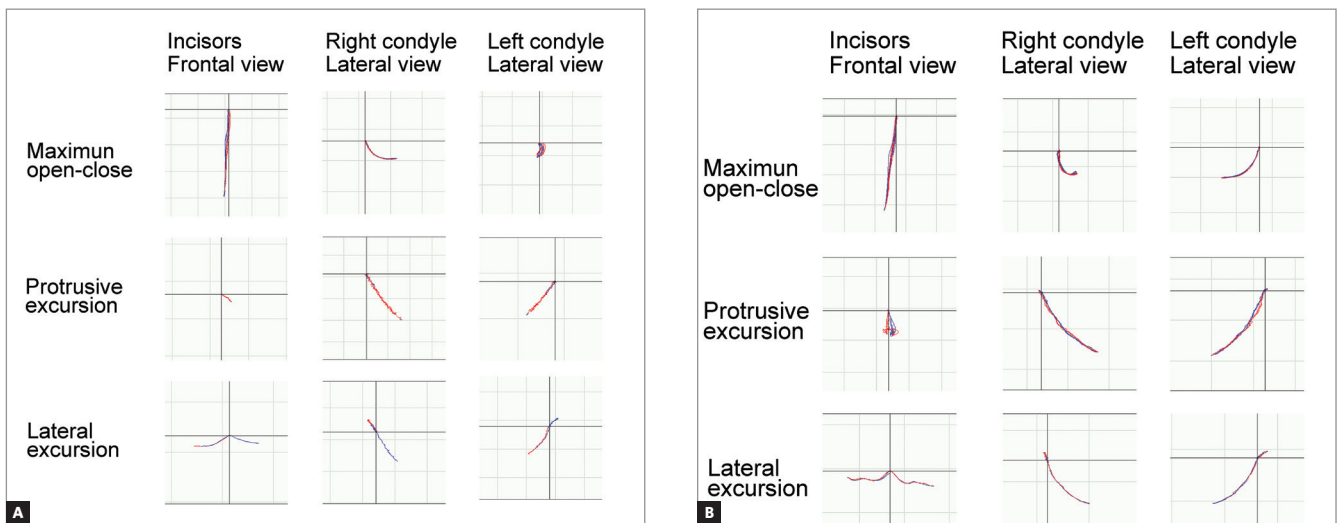 Incisors
Frontal view
Right condyle
Lateral view
Left condyle
Lateral view
Maximun
open-close
Protrusive
excursion
Lateral
excursion
A
Incisors
Frontal view
Right condyle
Lateral view
Left condyle
Lateral view
Maximun
open-close
Protrusive
excursion
Lateral
excursion
B